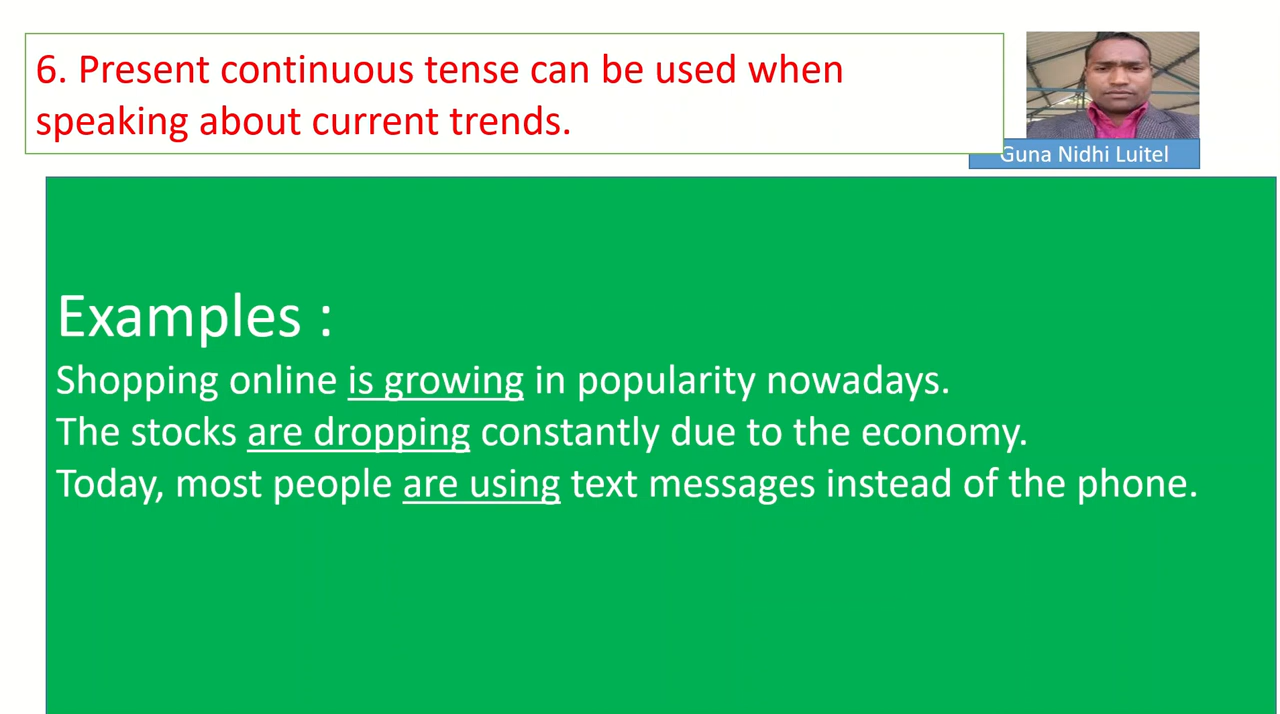 6. Present continuous tense can be used when
speaking about current trends.
Guna Nidhi Luitel
Examples :
Shopping online is growing in popularity nowadays.
The stocks are dropping constantly due to the economy.
Today, most people are using text messages instead of the phone.